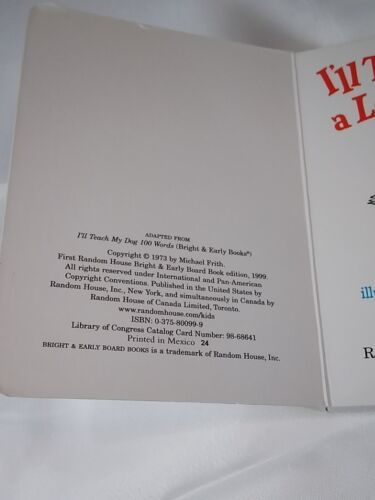 ADAPTED FROM
I'll Teach My Dog 100 Words (Bright & Early Books®)
Copyright © 1973 by Michael Frith.
First Random House Bright & Early Board Book edition, 1999.
All rights reserved under International and Pan-American
Copyright Conventions. Published in the United States by
Random House, Inc., New York, and simultaneously in Canada by
Random House of Canada Limited, Toronto.
www.randomhouse.com/kids
ISBN: 0-375-80099-9
Library of Congress Catalog Card Number: 98-68641
Printed in Mexico 24
BRIGHT & EARLY BOARD BOOKS is a trademark of Random House, Inc.
I'll
a